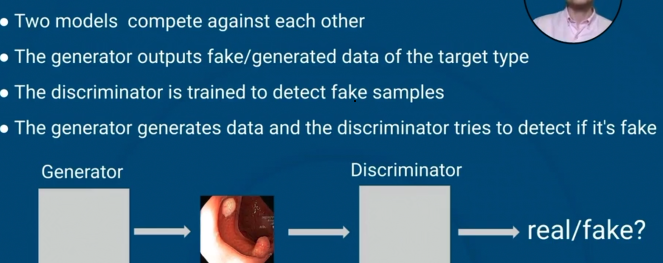 • Two models compete against each other
• The generator outputs fake/generated data of the target type
• The discriminator is trained to detect fake samples
• The generator generates data and the discriminator tries to detect if it's fake
Generator
Discriminator
real/fake?